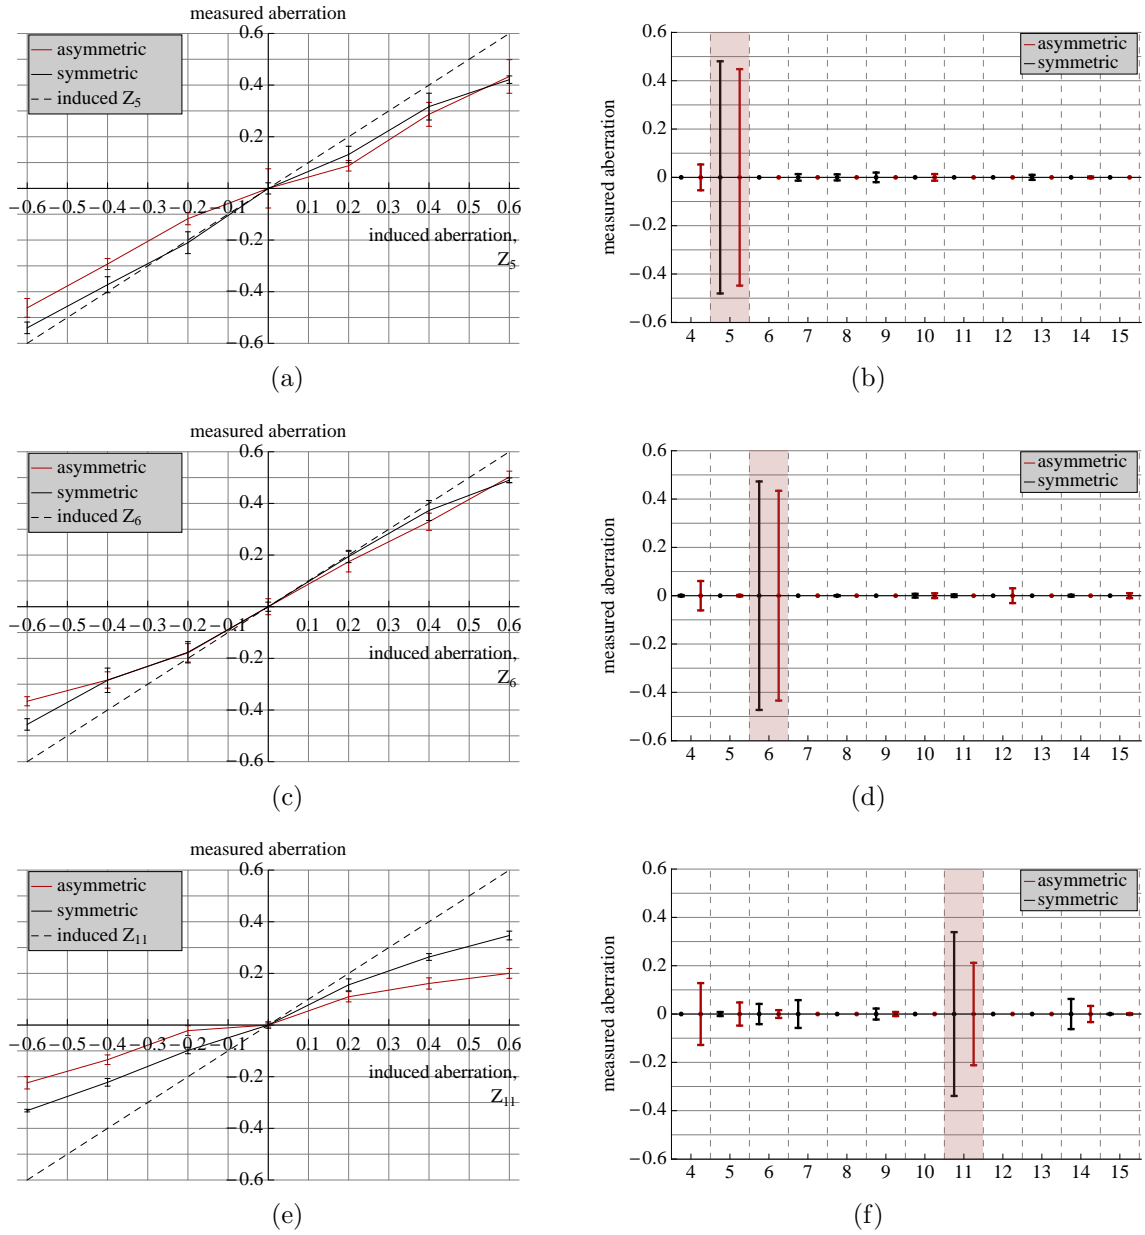 measured aberration
0.6
asymmetric
symmetric
induced Z5
0.4
0.2
−0.6 −0.5 −0.4 −0.3 −0.2 −0.1 0.1 0.2 0.3 0.4 0.5 0.6
induced aberration,
Z5
−0.2
−0.4
−0.6
(a)
measured aberration
0.6
0.4
0.2
0
−0.2
−0.4
−0.6
asymmetric
symmetric
4 5 6 7 8 9 10 11 12 13 14 15
(b)
measured aberration
0.6
asymmetric
symmetric
induced Z6
0.4
0.2
−0.6 −0.5 −0.4 −0.3 −0.2 −0.1 0.1 0.2 0.3 0.4 0.5 0.6
induced aberration,
Z6
−0.2
−0.4
−0.6
(c)
measured aberration
0.6
0.4
0.2
0
−0.2
−0.4
−0.6
asymmetric
symmetric
4 5 6 7 8 9 10 11 12 13 14 15
(d)
measured aberration
0.6
asymmetric
symmetric
induced Z11
0.4
0.2
−0.6 −0.5 −0.4 −0.3 −0.2 −0.1 0.1 0.2 0.3 0.4 0.5 0.6
induced aberration,
Z11
−0.2
−0.4
−0.6
(e)
measured aberration
0.6
0.4
0.2
0
−0.2
−0.4
−0.6
asymmetric
symmetric
4 5 6 7 8 9 10 11 12 13 14 15
(f)